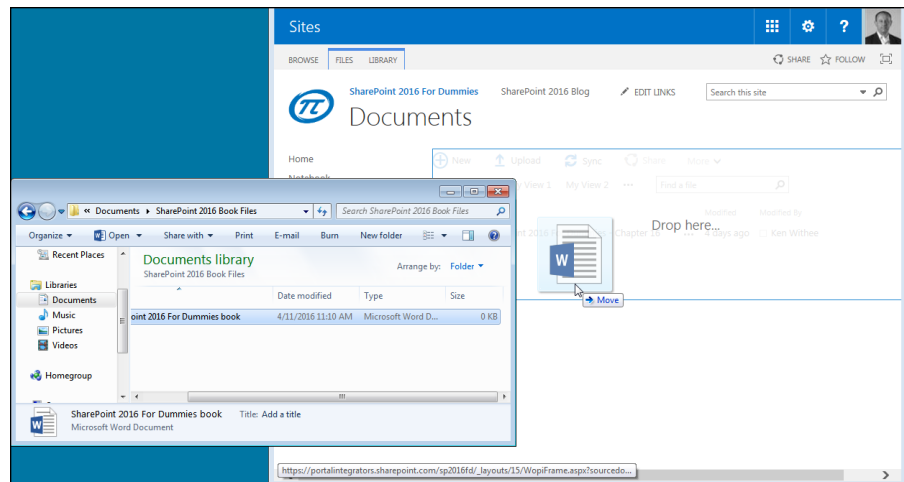 Sites
?
BROWSE FILES LIBRARY SHARE FOLLOW
SharePoint 2016 For Dummies SharePoint 2016 Blog EDIT LINKS Search this site
Documents
Home
Notebook
New Upload Sync Share More
View 1 My View 2 ... Find a file
Modified Modified By
Drop here...
Chapter 16 ... 4 days ago Ken Withee
W
Move
« Documents SharePoint 2016 Book Files Search SharePoint 2016 Book Files
Organize Open Share with Print E-mail Burn New folder
Recent Places
Libraries
Documents
Music
Pictures
Videos
Homegroup
Documents library
SharePoint 2016 Book Files
Arrange by: Folder
Date modified Type Size
oint 2016 For Dummies book 4/11/2016 11:10 AM Microsoft Word D... 0 KB
SharePoint 2016 For Dummies book Title: Add a title
Microsoft Word Document
https://portalintegrators.sharepoint.com/sp2016fd/_layouts/15/WopiFrame.aspx?sourcedo...